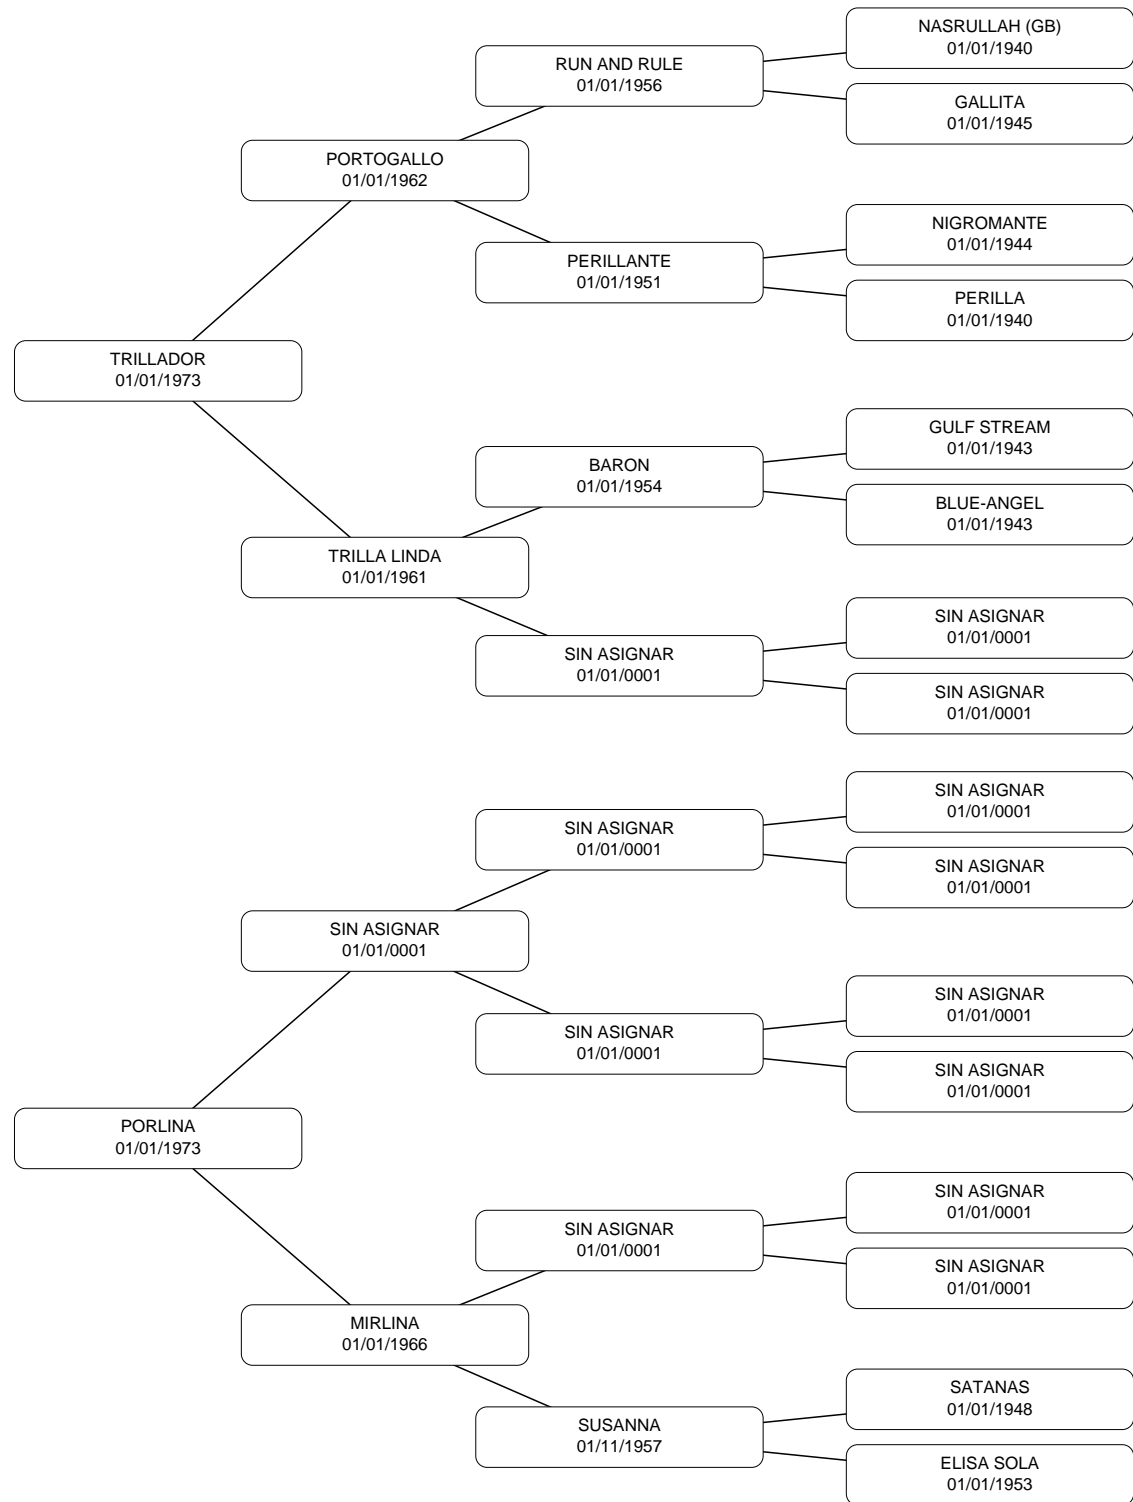 NASRULLAH (GB)
01/01/1940
RUN AND RULE
01/01/1956
GALLITA
01/01/1945
PORTOGALLO
01/01/1962
NIGROMANTE
01/01/1944
PERILLANTE
01/01/1951
PERILLA
01/01/1940
TRILLADOR
01/01/1973
GULF STREAM
01/01/1943
BARON
01/01/1954
BLUE-ANGEL
01/01/1943
TRILLA LINDA
01/01/1961
SIN ASIGNAR
01/01/0001
SIN ASIGNAR
01/01/0001
SIN ASIGNAR
01/01/0001
SIN ASIGNAR
01/01/0001
SIN ASIGNAR
01/01/0001
SIN ASIGNAR
01/01/0001
SIN ASIGNAR
01/01/0001
SIN ASIGNAR
01/01/0001
SIN ASIGNAR
01/01/0001
SIN ASIGNAR
01/01/0001
PORLINA
01/01/1973
SIN ASIGNAR
01/01/0001
SIN ASIGNAR
01/01/0001
SIN ASIGNAR
01/01/0001
MIRLINA
01/01/1966
SATANAS
01/01/1948
SUSANNA
01/11/1957
ELISA SOLA
01/01/1953